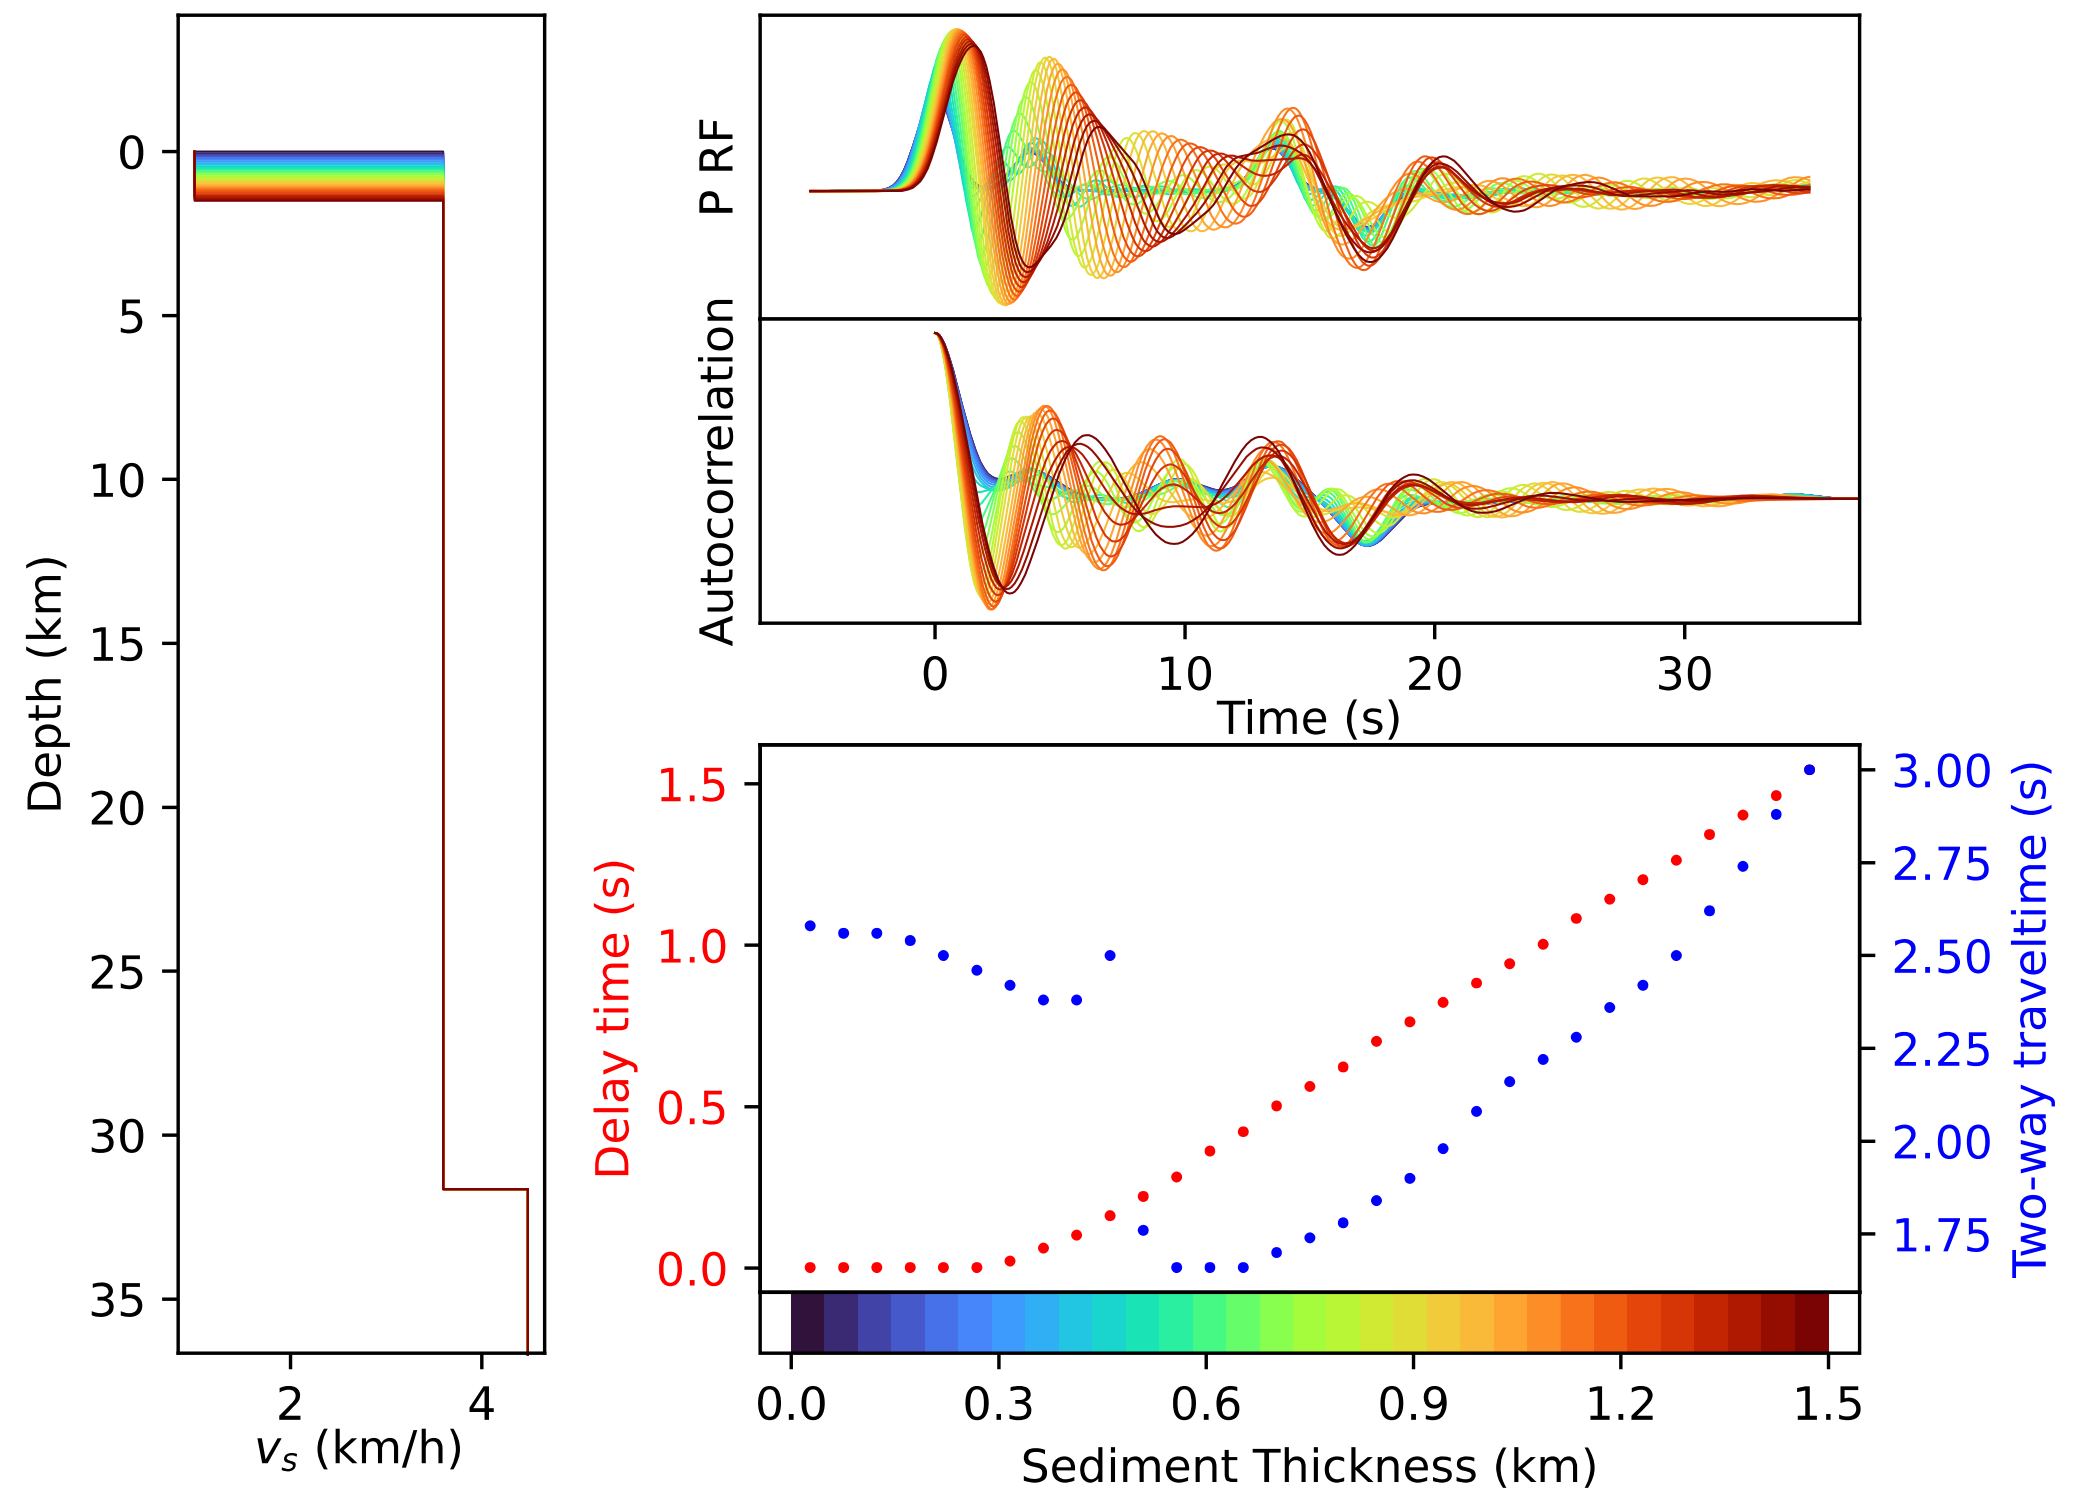 0
5
10
15
20
25
30
35
Depth (km)
2 4
vₛ (km/h)
P RF
Autocorrelation
0 10 20 30
Time (s)
1.5
1.0
0.5
0.0
Delay time (s)
3.00
2.75
2.50
2.25
2.00
1.75
Two-way traveltime (s)
0.0 0.3 0.6 0.9 1.2 1.5
Sediment Thickness (km)